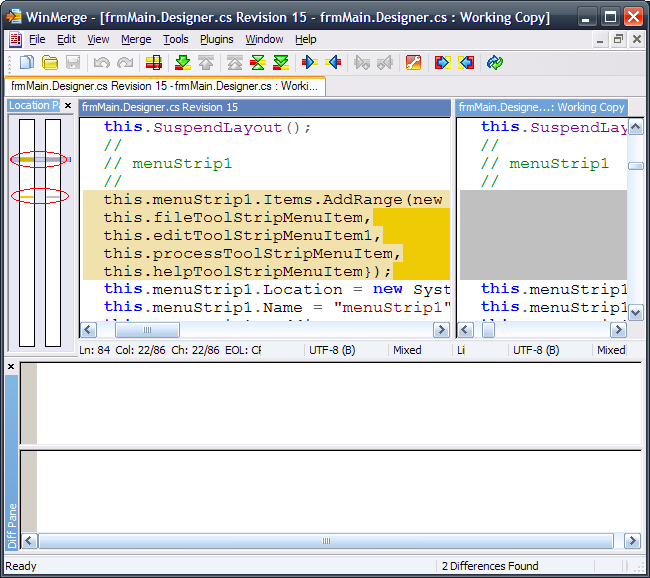 WinMerge - [frmMain.Designer.cs Revision 15 - frmMain.Designer.cs : Working Copy]
File Edit View Merge Tools Plugins Window Help
frmMain.Designer.cs Revision 15 - frmMain.Designer.cs : Worki...
Location P
frmMain.Designer.cs Revision 15
this.SuspendLayout();
//
// menuStrip1
//
this.menuStrip1.Items.AddRange(new
this.fileToolStripMenuItem,
this.editToolStripMenuItem1,
this.processToolStripMenuItem,
this.helpToolStripMenuItem});
this.menuStrip1.Location = new Syst
this.menuStrip1.Name = "menuStrip1"
frmMain.Designe...: Working Copy
this.SuspendLay
//
// menuStrip1
//
this.menuStrip1
this.menuStrip1
Ln: 84 Col: 22/86 Ch: 22/86 EOL: CF UTF-8 (B) Mixed
Li UTF-8 (B) Mixed
Diff Pane
Ready
2 Differences Found